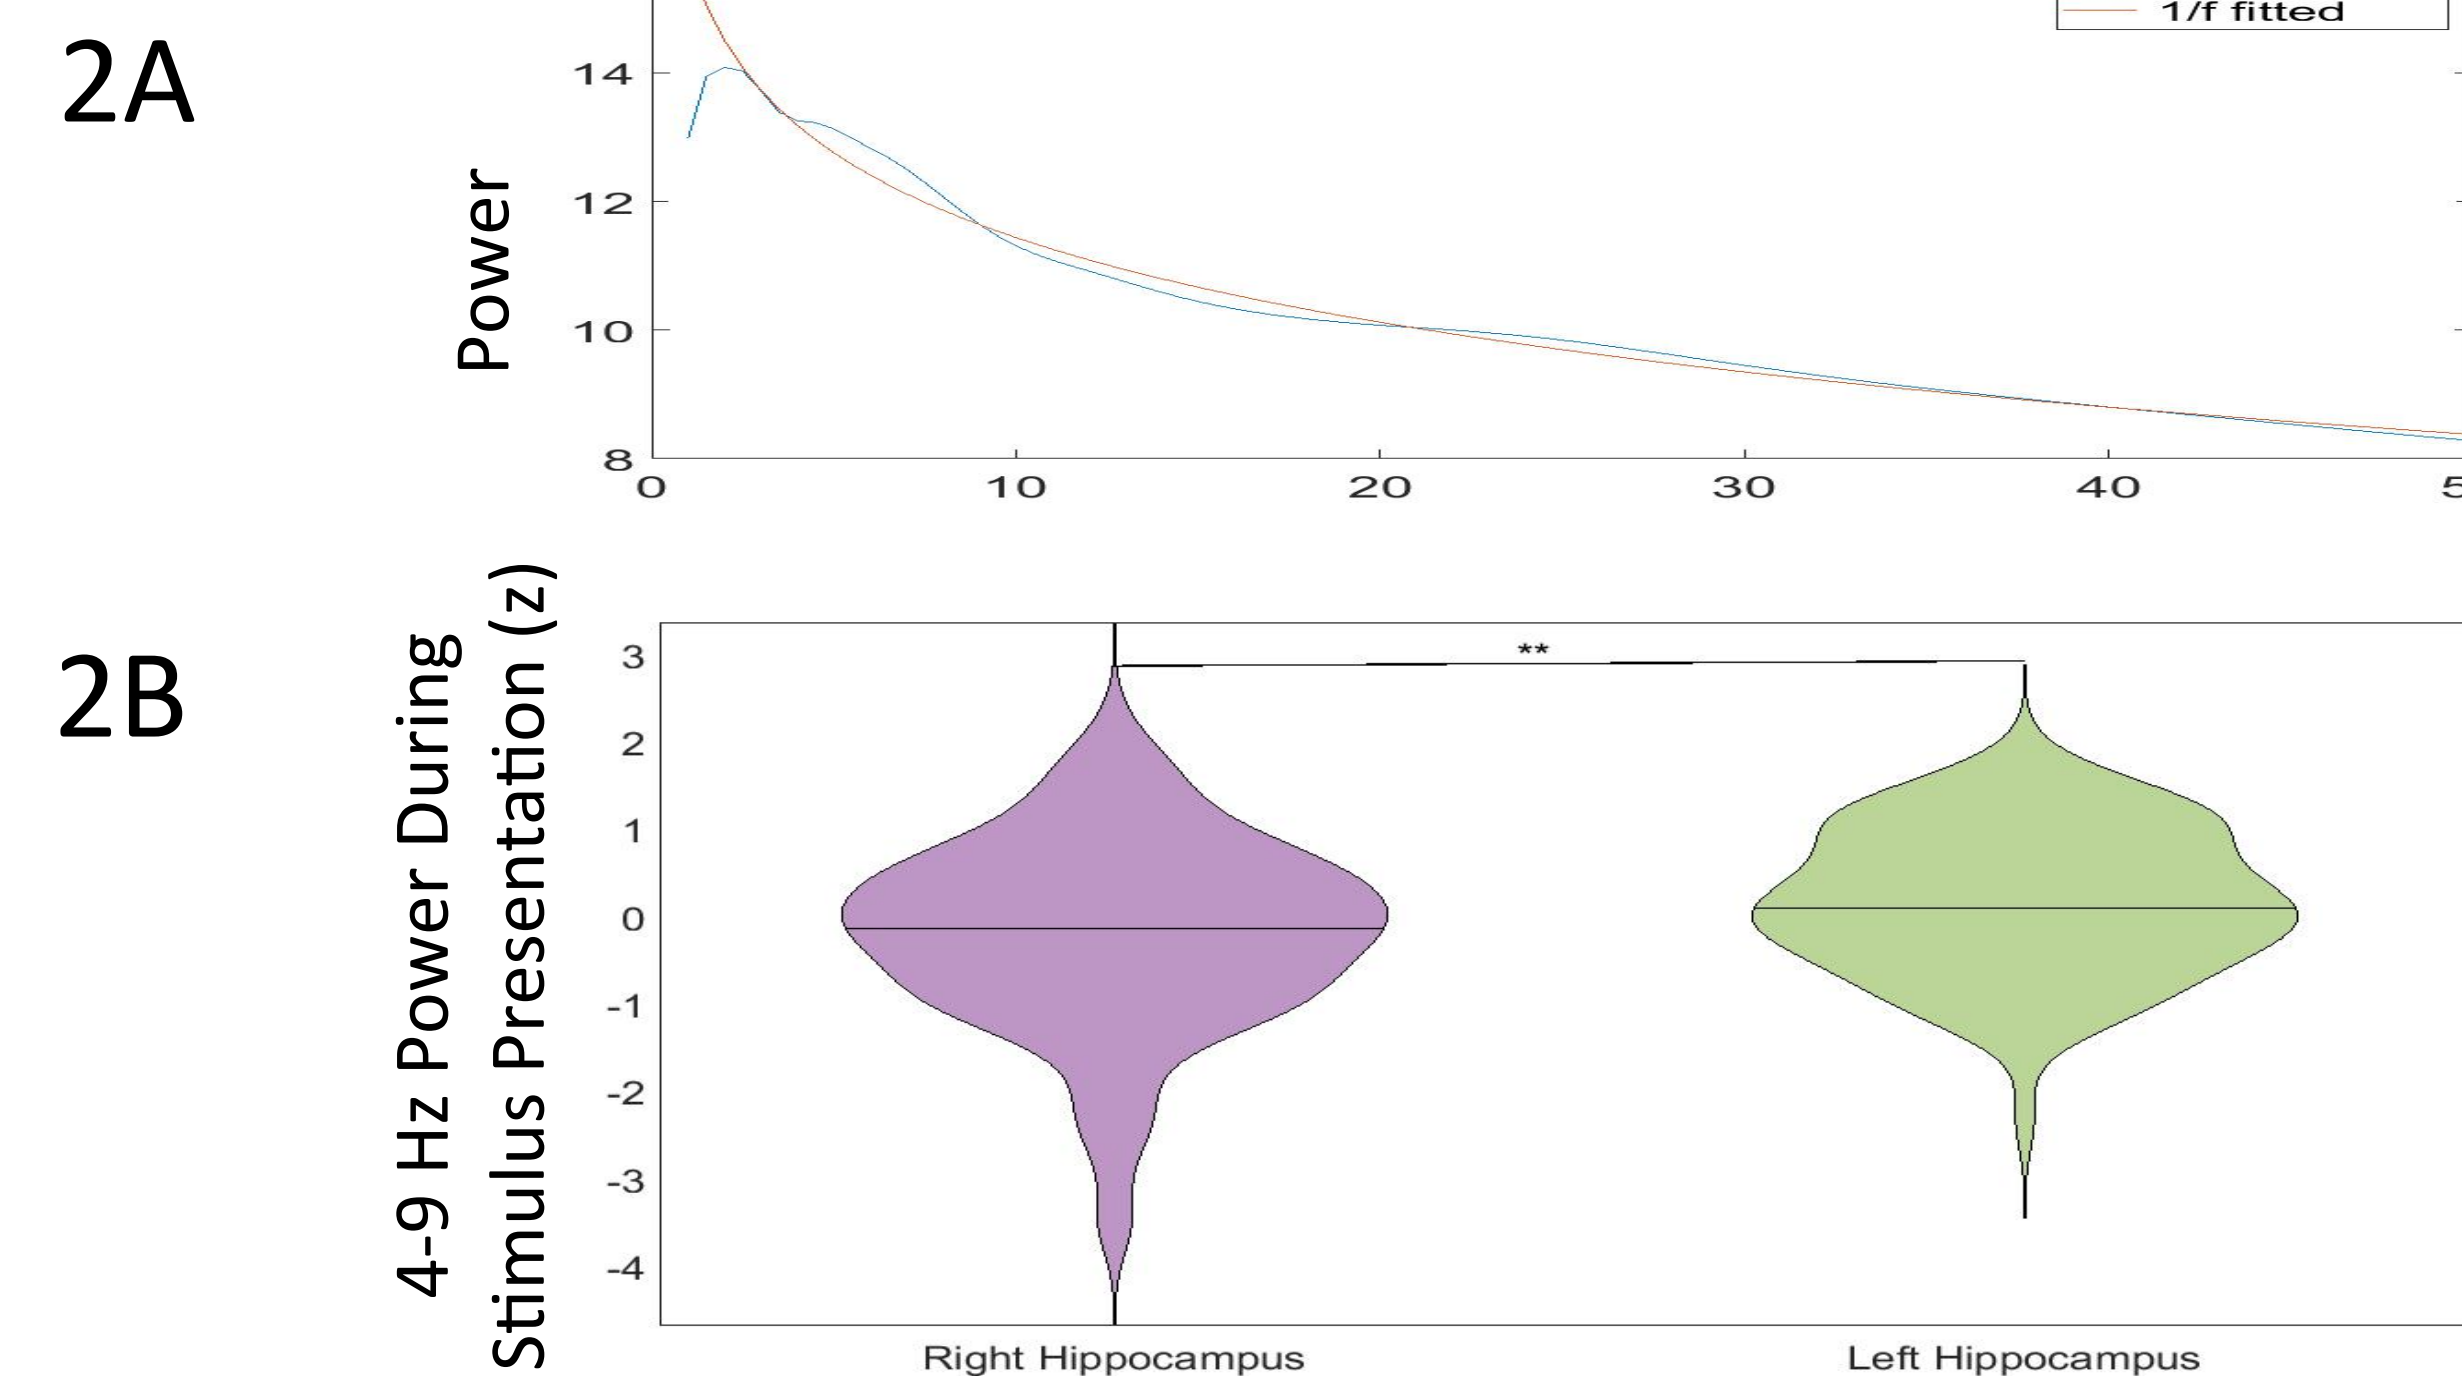 2A
1/f fitted
14
12
10
8
Power
0 10 20 30 40
2B
4-9 Hz Power During
Stimulus Presentation (z)
**
3
2
1
0
-1
-2
-3
-4
Right Hippocampus Left Hippocampus